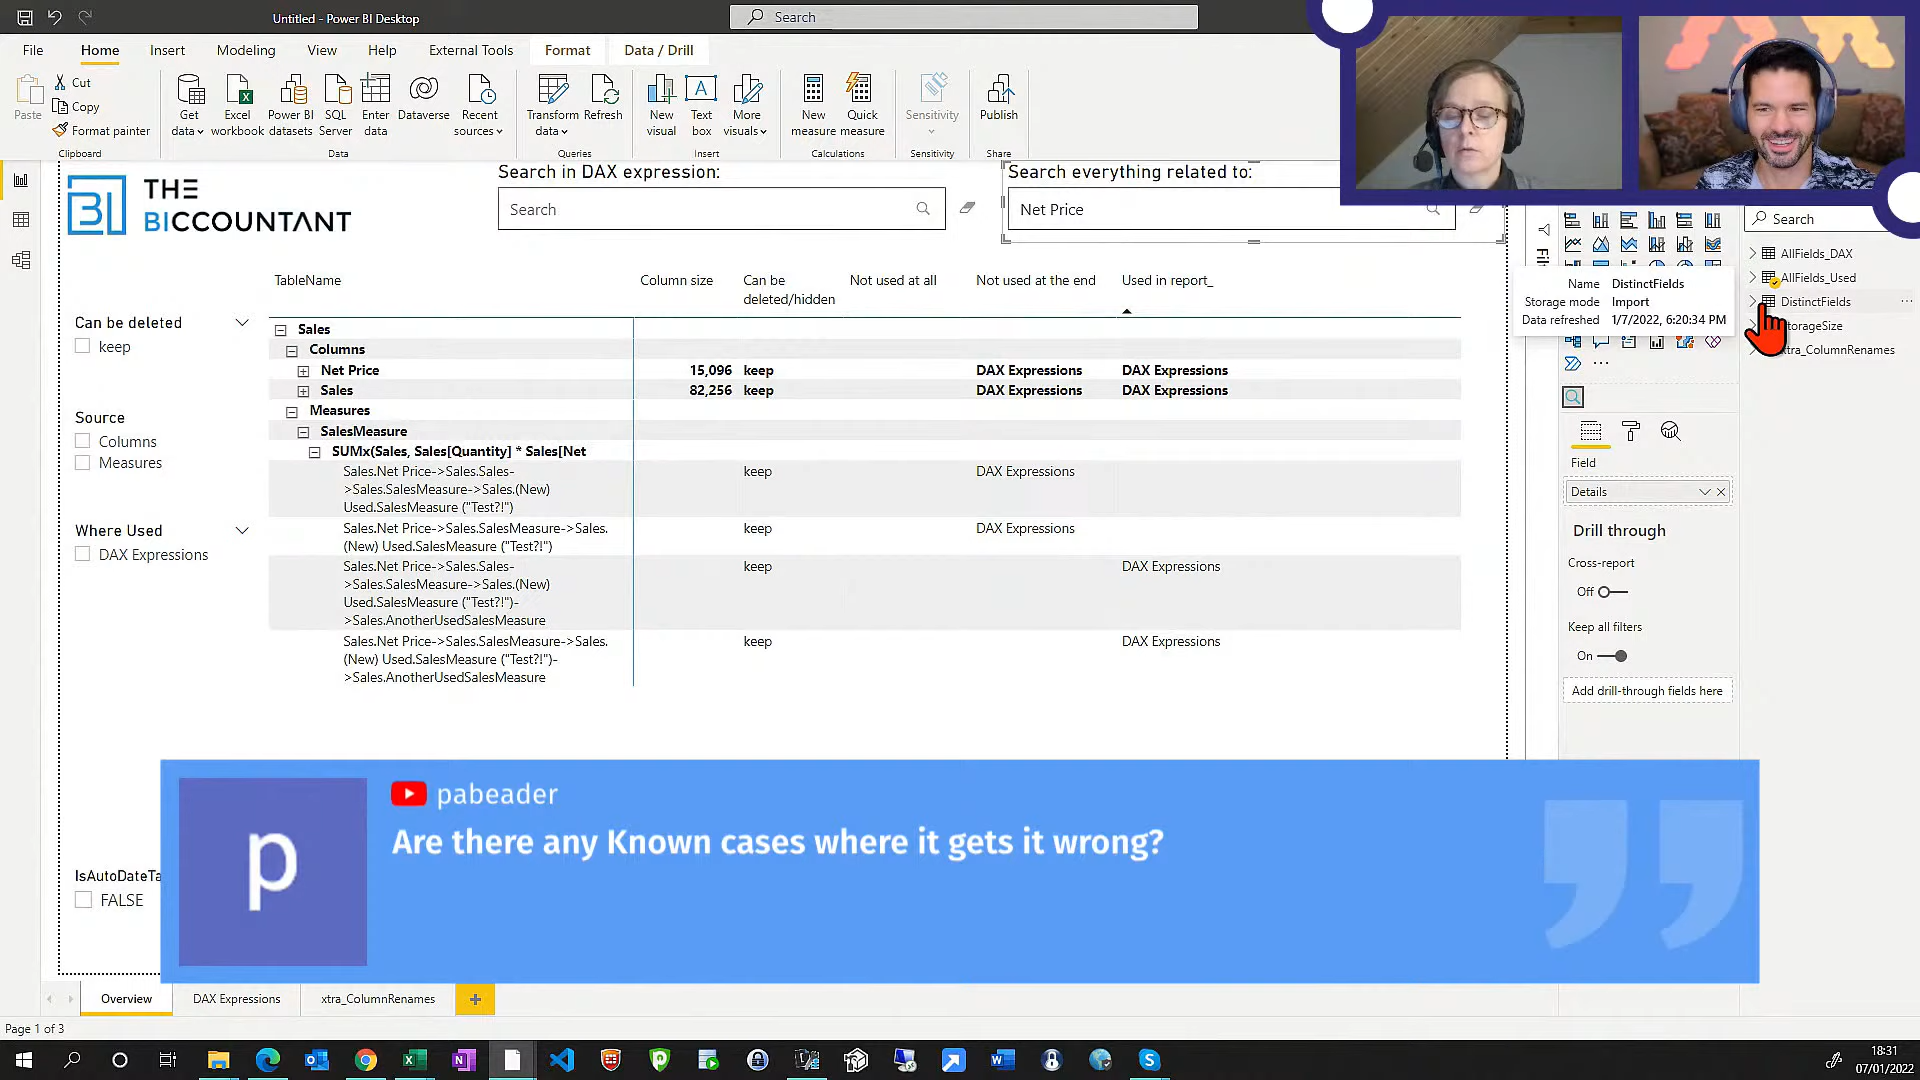 Untitled - Power BI Desktop
Search
File
Home
Insert
Modeling
View
Help
External Tools
Format
Data / Drill
Paste
Cut
Copy
Format painter
Get data
Excel workbook
Power BI datasets
SQL Server
Enter data
Dataverse
Recent sources
Transform data
Refresh
New visual
Text box
More visuals
New measure
Quick measure
Sensitivity
Publish
Clipboard
Data
Queries
Insert
Calculations
Sensitivity
Share
THE
BICCOUNTANT
Search in DAX expression:
Search
Search everything related to:
Net Price
TableName
Column size
Can be deleted/hidden
Not used at all
Not used at the end
Used in report_
Sales
Columns
Net Price 15,096 keep DAX Expressions DAX Expressions
Sales 82,256 keep DAX Expressions DAX Expressions
Measures
SalesMeasure
SUMx(Sales, Sales[Quantity] * Sales[Net
Sales.Net Price->Sales.Sales- keep DAX Expressions
>Sales.SalesMeasure->Sales.(New)
Used.SalesMeasure ("Test?!")
Sales.Net Price->Sales.SalesMeasure->Sales. keep DAX Expressions
(New) Used.SalesMeasure ("Test?!")
Sales.Net Price->Sales.Sales- keep DAX Expressions
>Sales.SalesMeasure->Sales.(New)
Used.SalesMeasure ("Test?!")-
>Sales.AnotherUsedSalesMeasure
Sales.Net Price->Sales.SalesMeasure->Sales. keep DAX Expressions
(New) Used.SalesMeasure ("Test?!")-
>Sales.AnotherUsedSalesMeasure
Can be deleted
keep
Source
Columns
Measures
Where Used
DAX Expressions
IsAutoDateTa
FALSE
Name DistinctFields
Storage mode Import
Data refreshed 1/7/2022, 6:20:34 PM
Field
Details
Drill through
Cross-report
Off
Keep all filters
On
Add drill-through fields here
Search
AllFields_DAX
AllFields_Used
DistinctFields
torageSize
xtra_ColumnRenames
p
pabeader
Are there any Known cases where it gets it wrong?
Overview
DAX Expressions
xtra_ColumnRenames
Page 1 of 3
18:31
07/01/2022